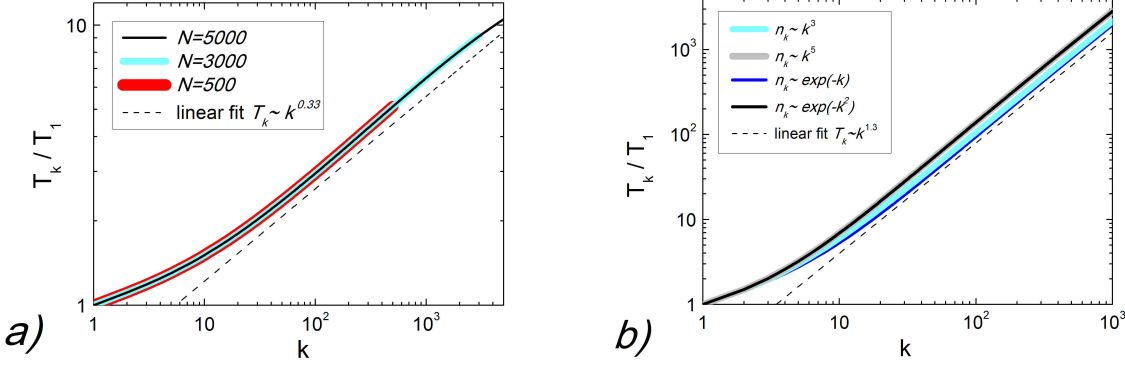 10
1
T_k / T_1
N=5000
N=3000
N=500
linear fit T_k~ k^0.33
1
10
10^2
10^3
k
a)
10^3
10^2
10
1
T_k / T_1
n_k~ k^3
n_k~ k^5
n_k~ exp(-k)
n_k~ exp(-k^2)
linear fit T_k~k^1.3
1
10
10^2
10^3
k
b)